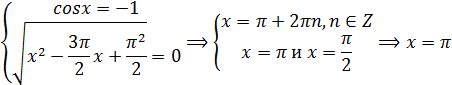 {cosx = −1
√(x² − 3π/2 x + π²/2) = 0 ⟹ {x = π + 2πn, n ∈ Z
x = π и x = π/2 ⟹ x = π